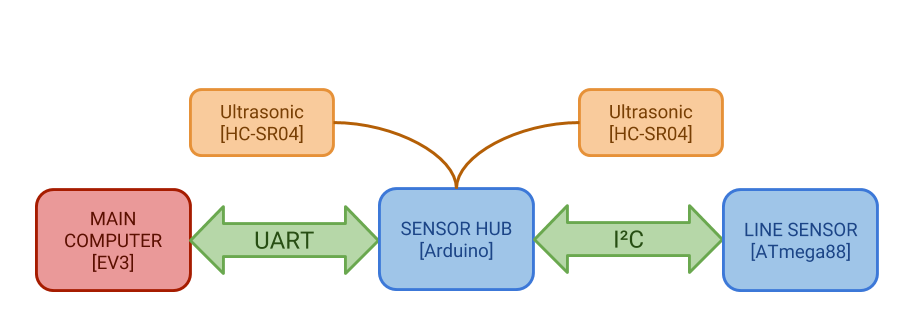 Ultrasonic
[HC-SR04]
Ultrasonic
[HC-SR04]
MAIN
COMPUTER
[EV3]
UART
SENSOR HUB
[Arduino]
I²C
LINE SENSOR
[ATmega88]